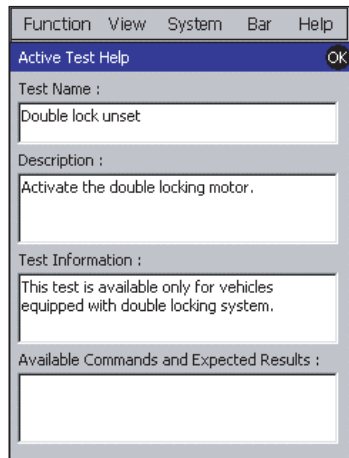 Function View System Bar Help
Active Test Help OK
Test Name :
Double lock unset
Description :
Activate the double locking motor.
Test Information :
This test is available only for vehicles
equipped with double locking system.
Available Commands and Expected Results :